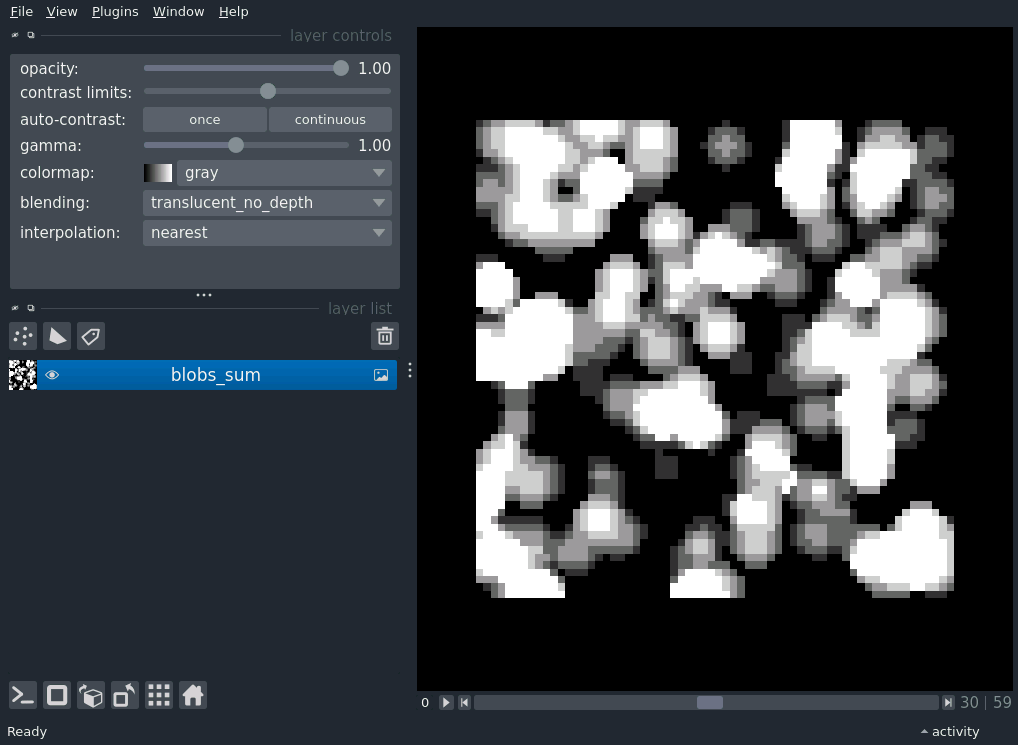 File View Plugins Window Help
layer controls
opacity: 1.00
contrast limits:
auto-contrast: once continuous
gamma: 1.00
colormap: gray
blending: translucent_no_depth
interpolation: nearest
layer list
blobs_sum
0 30 | 59
Ready activity